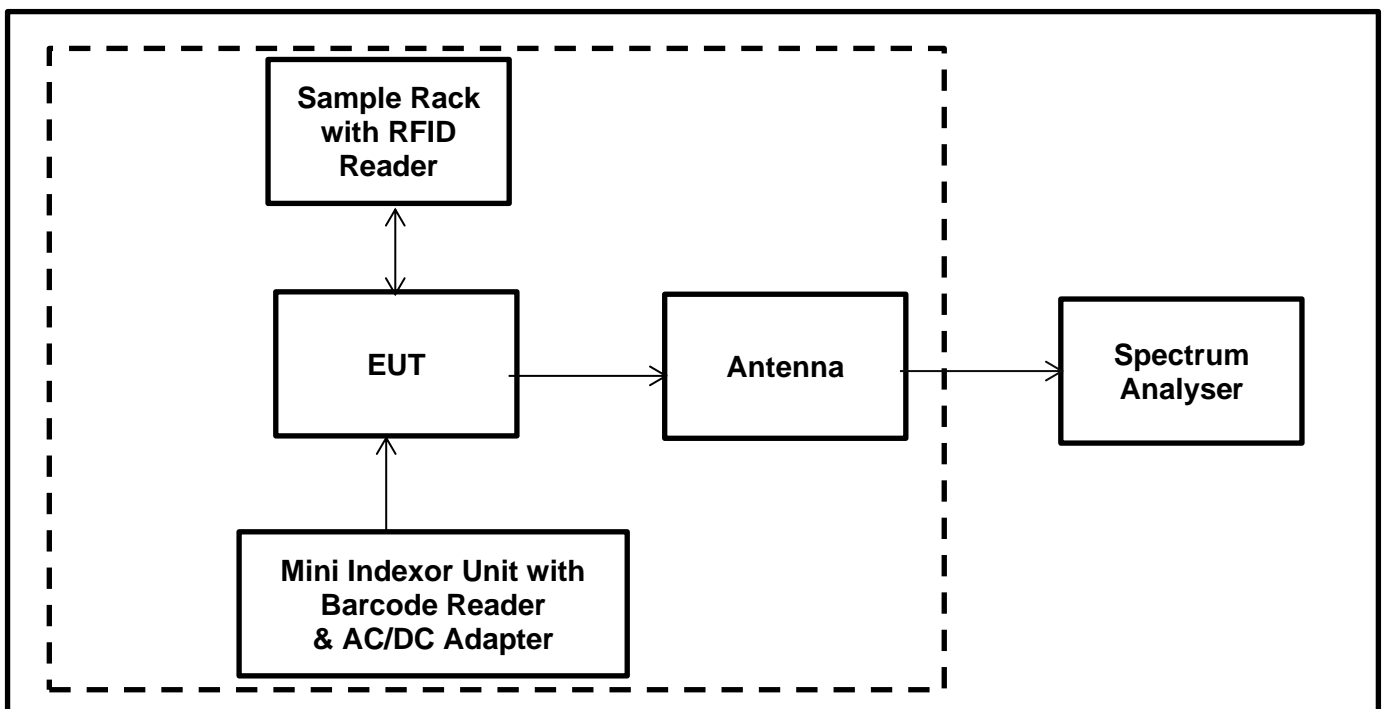 Sample Rack
with RFID
Reader
EUT
Antenna
Spectrum
Analyser
Mini Indexor Unit with
Barcode Reader
& AC/DC Adapter